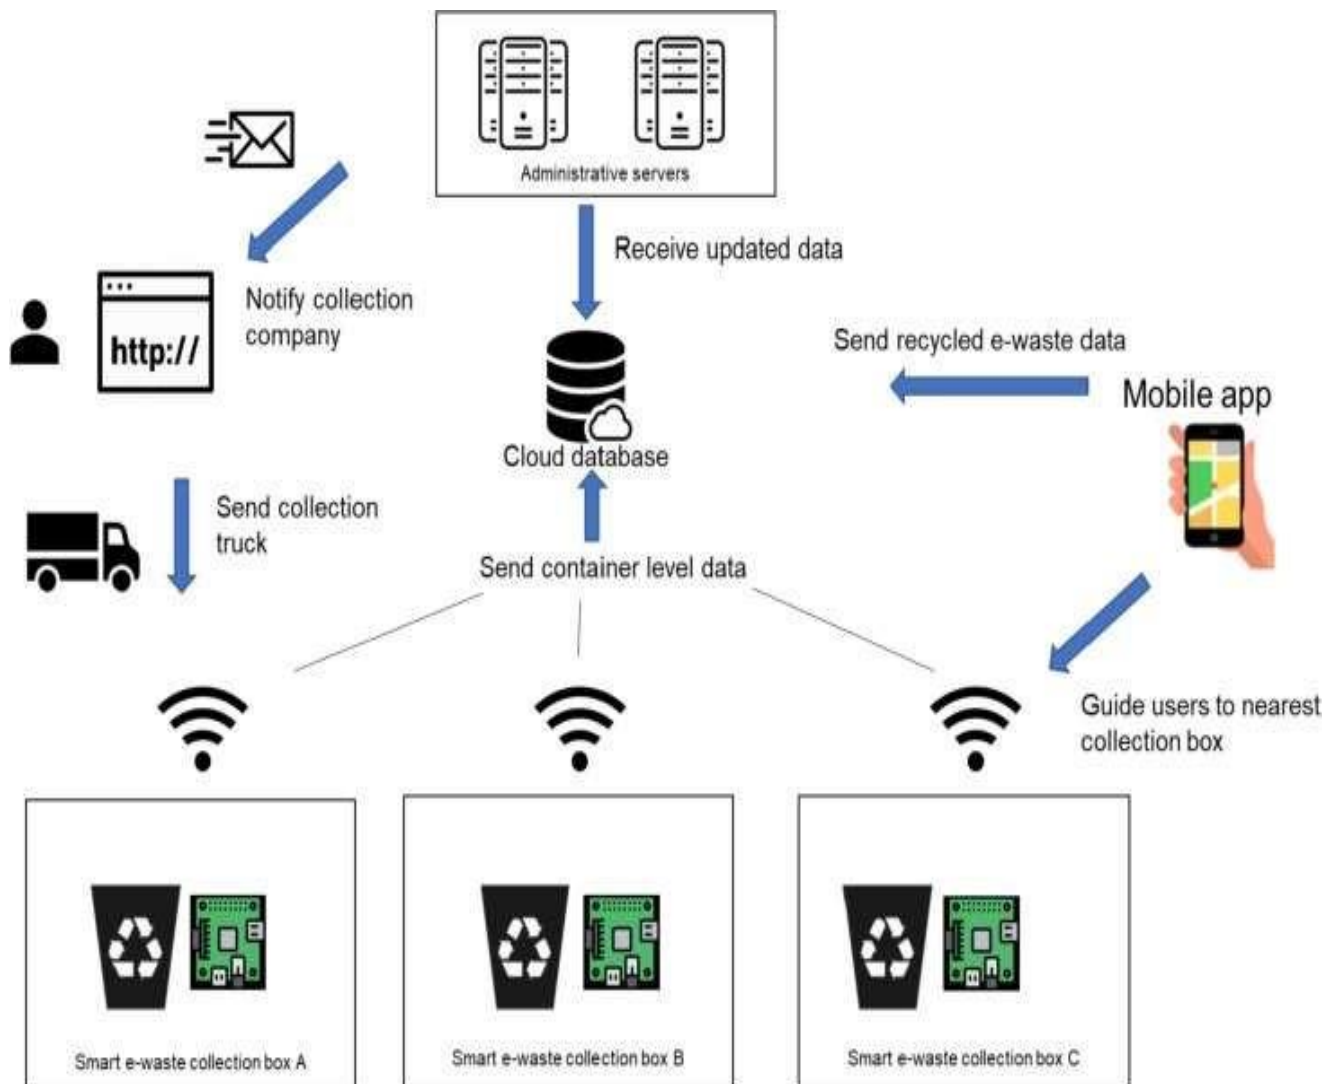 Administrative servers
Receive updated data
Notify collection
company
http://
Send recycled e-waste data
Mobile app
Cloud database
Send collection
truck
Send container level data
Guide users to nearest
collection box
Smart e-waste collection box A
Smart e-waste collection box B
Smart e-waste collection box C